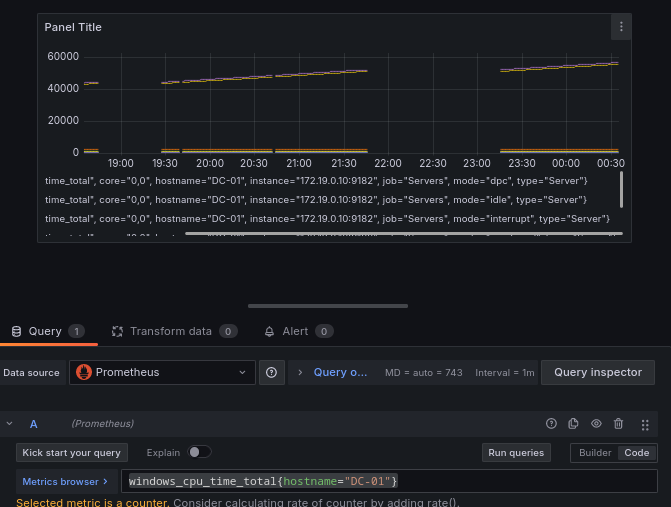 Panel Title
60000
40000
20000
0
19:00 19:30 20:00 20:30 21:00 21:30 22:00 22:30 23:00 23:30 00:00 00:30
time_total", core="0,0", hostname="DC-01", instance="172.19.0.10:9182", job="Servers", mode="dpc", type="Server"}
time_total", core="0,0", hostname="DC-01", instance="172.19.0.10:9182", job="Servers", mode="idle", type="Server"}
time_total", core="0,0", hostname="DC-01", instance="172.19.0.10:9182", job="Servers", mode="interrupt", type="Server"}
Query 1 Transform data 0 Alert 0
Data source Prometheus Query o... MD = auto = 743 Interval = 1m Query inspector
A (Prometheus)
Kick start your query Explain Run queries Builder Code
Metrics browser > windows_cpu_time_total{hostname="DC-01"}
Selected metric is a counter. Consider calculating rate of counter by adding rate().